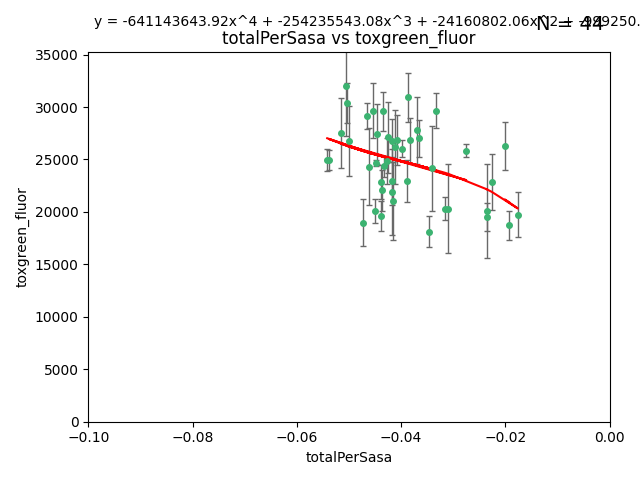 y = -641143643.92x^4 + -254235543.08x^3 + -24160802.06x^2 +
N = 44
totalPerSasa vs toxgreen_fluor
35000
30000
25000
20000
15000
10000
5000
0
toxgreen_fluor
−0.10 −0.08 −0.06 −0.04 −0.02 0.00
totalPerSasa